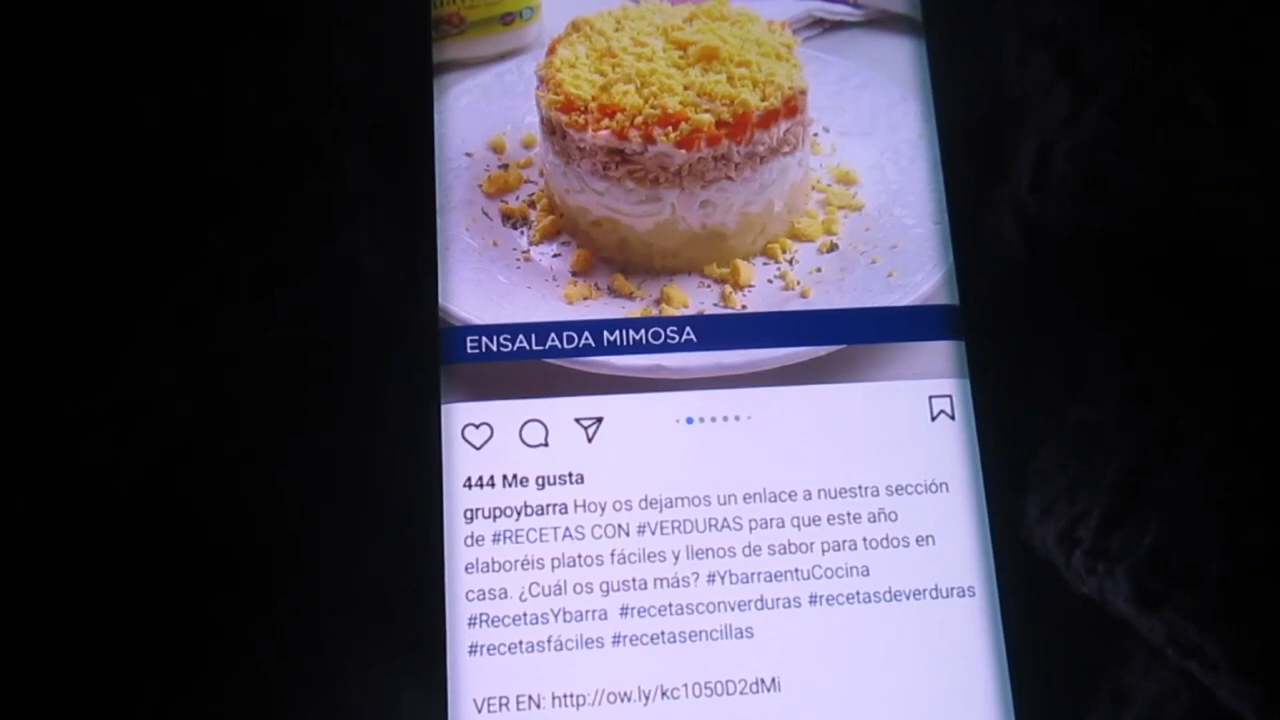 ENSALADA MIMOSA
444 Me gusta
grupoybarra Hoy os dejamos un enlace a nuestra sección
de #RECETAS CON #VERDURAS para que este año
elaboréis platos fáciles y llenos de sabor para todos en
casa. ¿Cuál os gusta más? #YbarraentuCocina
#RecetasYbarra #recetasconverduras #recetasdeverduras
#recetasfáciles #recetasencillas
VER EN: http://ow.ly/kc1050D2dMi